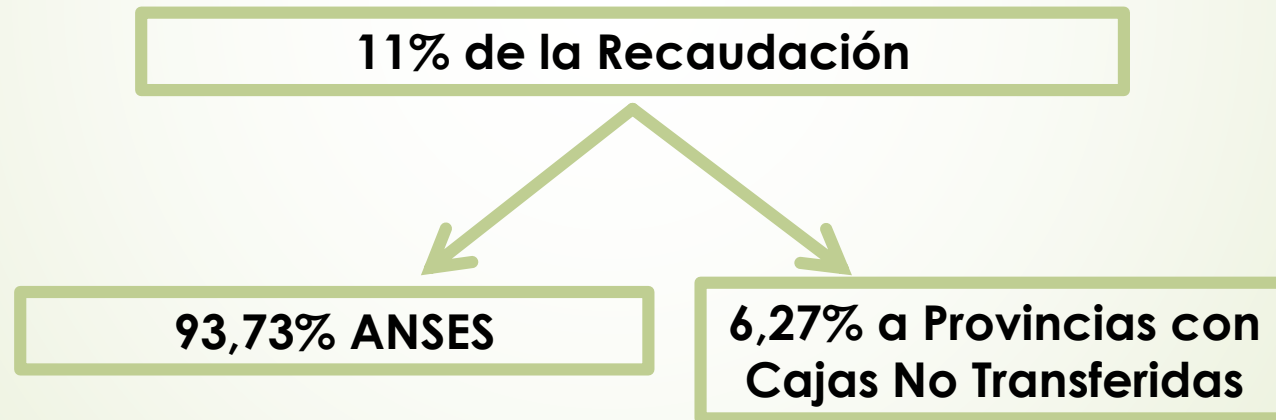 11% de la Recaudación
93,73% ANSES
6,27% a Provincias con
Cajas No Transferidas